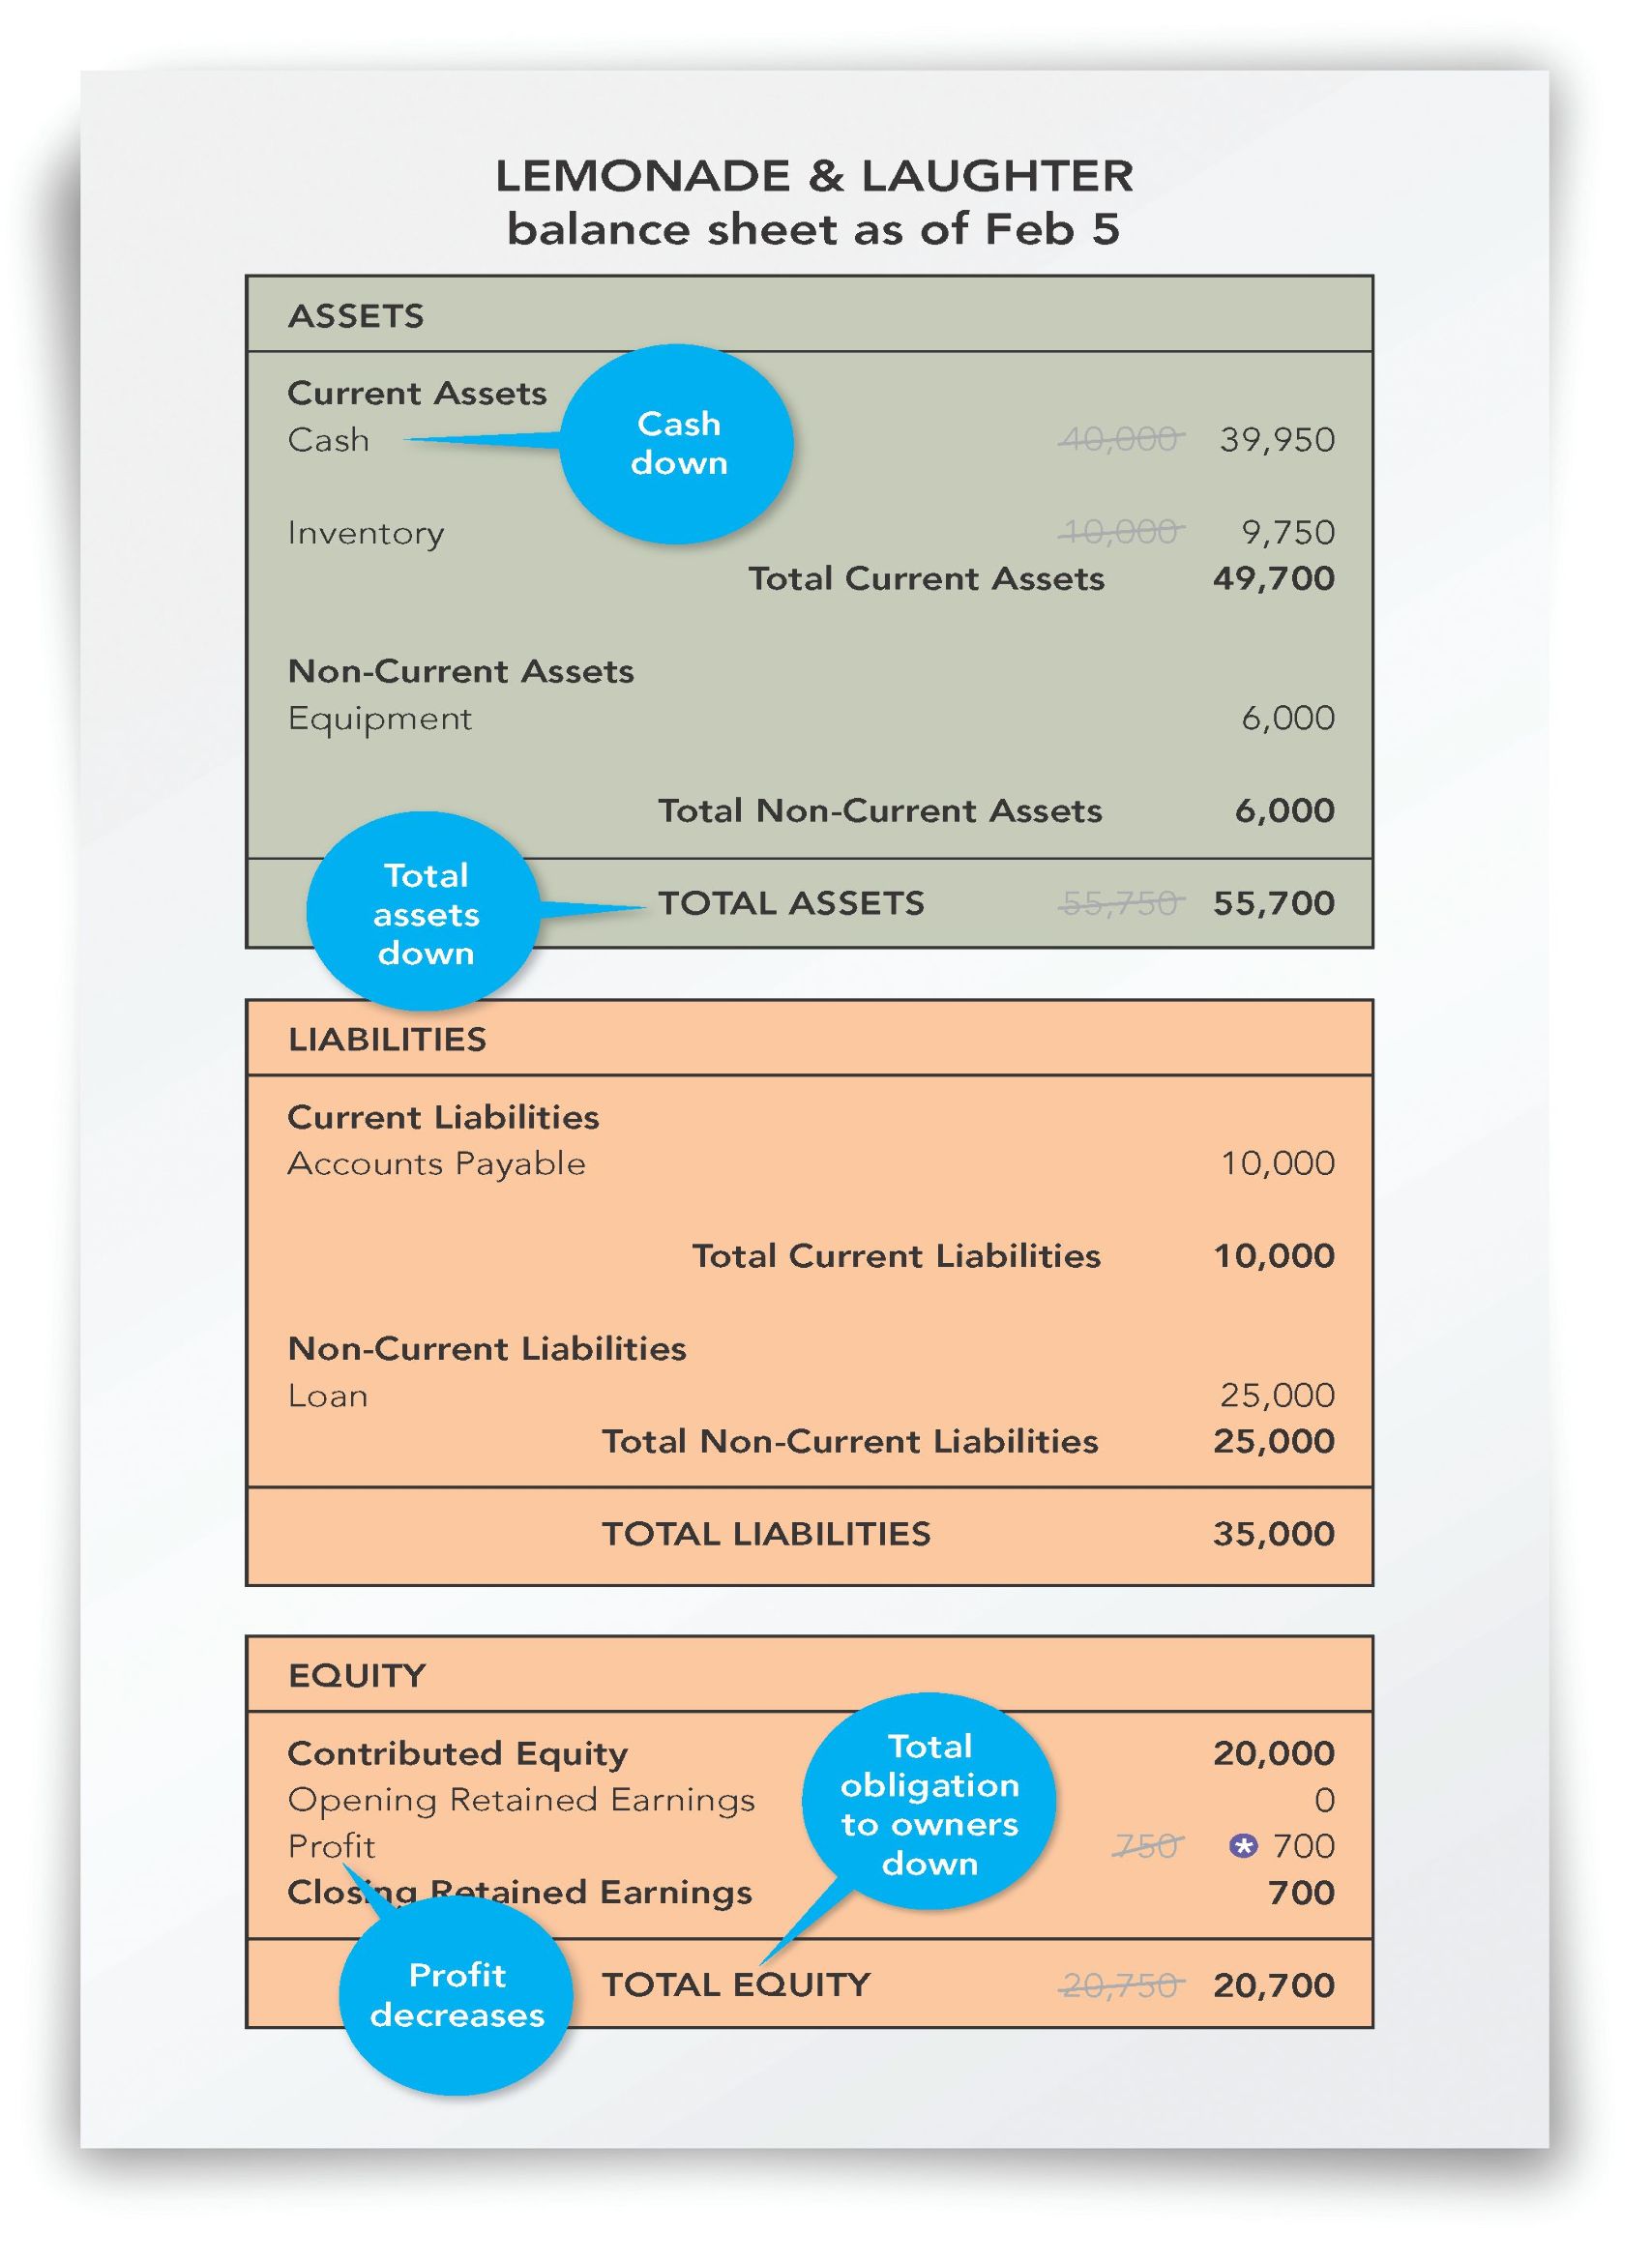 LEMONADE & LAUGHTER
balance sheet as of Feb 5
ASSETS
Current Assets
Cash 40,000 39,950
Cash
down
Inventory 10,000 9,750
Total Current Assets 49,700
Non-Current Assets
Equipment 6,000
Total Non-Current Assets 6,000
Total
assets
down
TOTAL ASSETS 55,750 55,700
LIABILITIES
Current Liabilities
Accounts Payable 10,000
Total Current Liabilities 10,000
Non-Current Liabilities
Loan 25,000
Total Non-Current Liabilities 25,000
TOTAL LIABILITIES 35,000
EQUITY
Contributed Equity 20,000
Opening Retained Earnings 0
Profit 750 * 700
Closing Retained Earnings 700
Total
obligation
to owners
down
Profit
decreases
TOTAL EQUITY 20,750 20,700